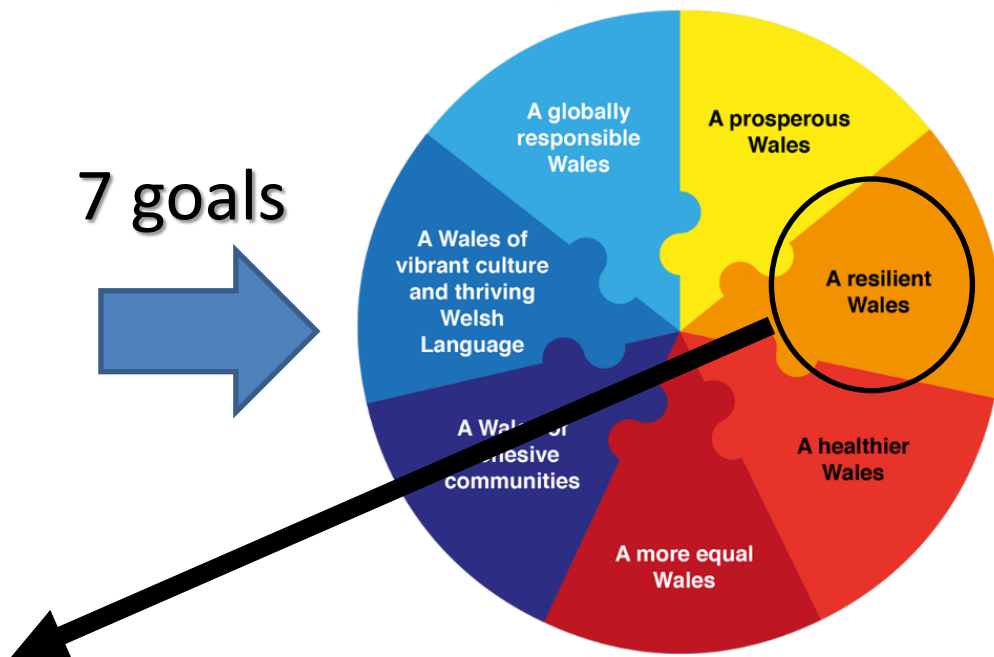 7 goals
A globally
responsible
Wales
A prosperous
Wales
A resilient
Wales
A healthier
Wales
A more equal
Wales
A
communities
A Wales of
vibrant culture
and thriving
Welsh
Language